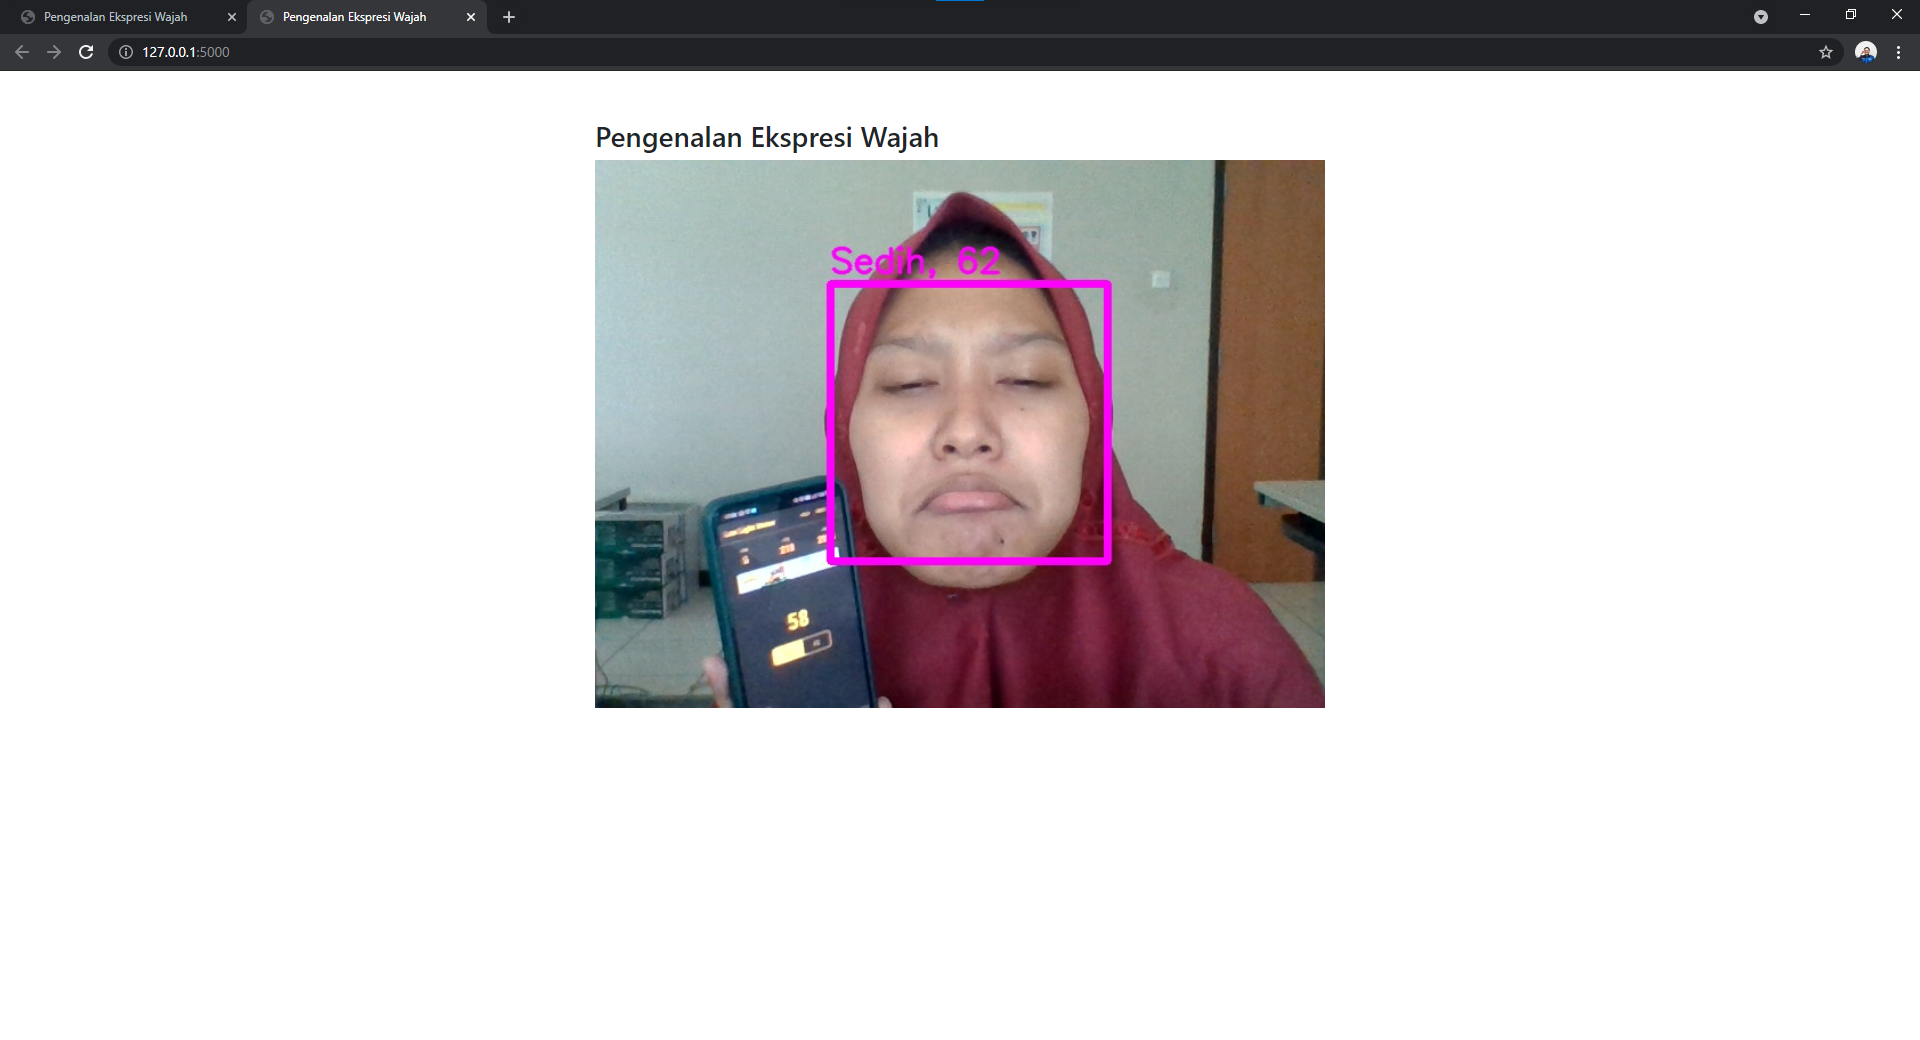 Pengenalan Ekspresi Wajah
Pengenalan Ekspresi Wajah
127.0.0.1:5000
Pengenalan Ekspresi Wajah
Sedih, 62
58